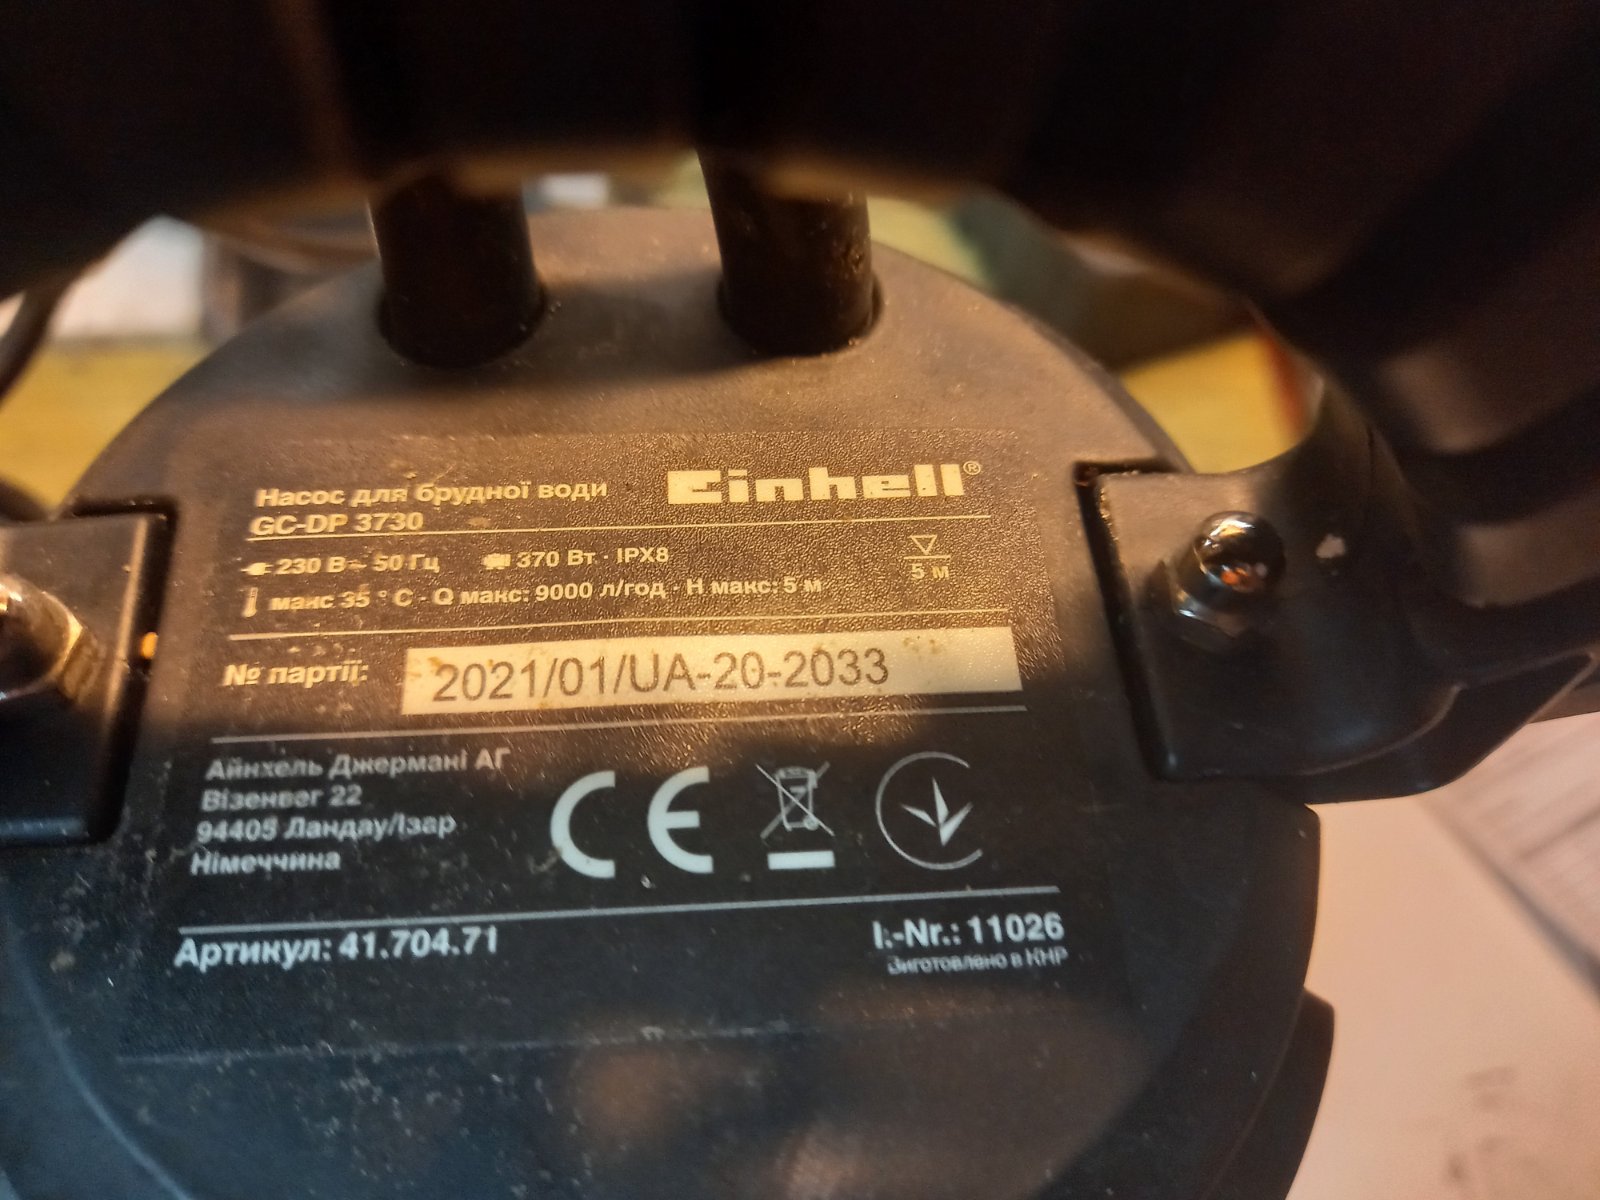 Насос для брудної води
Einhell®
GC-DP 3730
230 В ~ 50 Гц 370 Вт · IPX8
5 м
макс 35 ° C · Q макс: 9000 л/год · H макс: 5 м
№ партії: 2021/01/UA-20-2033
Айнхель Джермані АГ
Візенвег 22
94405 Ландау/Ізар
Німеччина
CE
Артикул: 41.704.71
I.-Nr.: 11026
Виготовлено в КНР